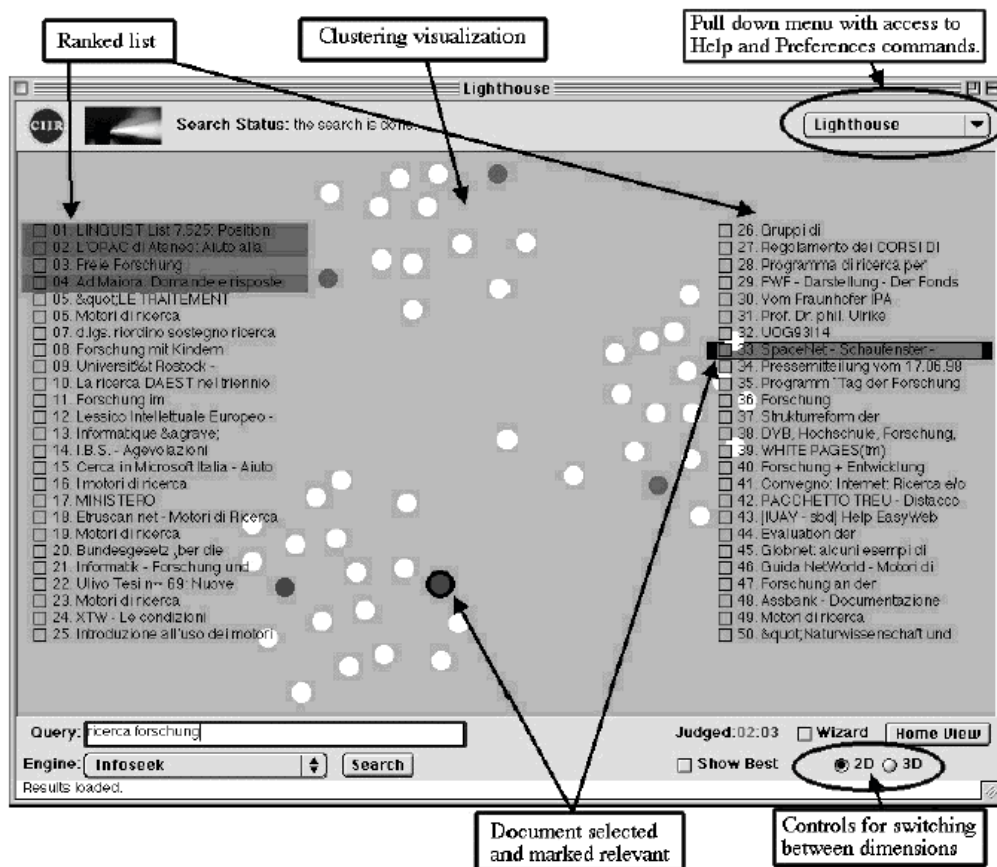 Ranked list
Clustering visualization
Pull down menu with access to
Help and Preferences commands.
Lighthouse
CIIR
Search Status: the search is done.
Lighthouse
01. LINGUIST List 7.525: Position
02. L'OPAC di Ateneo: Aiuto alla
03. Freie Forschung
04. Ad Maiora: Domande e risposte
05. &quot;LE TRAITEMENT
06. Motori di ricerca
07. d.lgs. riordino sostegno ricerca
08. Forschung mit Kindern
09. Universit%t Rostock -
10. La ricerca DAEST nel triennio
11. Forschung im
12. Lessico Intellettuale Europeo -
13. Informatique &agrave;
14. I.B.S. - Agevolazioni
15. Cerca in Microsoft Italia - Aiuto
16. I motori di ricerca
17. MINISTERO
18. Etruscan net - Motori di Ricerca
19. Motori di ricerca
20. Bundesgesetz ‚ber die
21. Informatik - Forschung und
22. Ulivo Tesi n-- 69: Nuove
23. Motori di ricerca
24. XTW - Le condizioni
25. Introduzione all'uso dei motori
26. Gruppi di
27. Regolamento dei CORSI DI
28. Programma di ricerca per
29. FWF - Darstellung - Der Fonds
30. Vom Fraunhofer IPA
31. Prof. Dr. phil. Ulrike
32. UOG93I14
33. SpaceNet - Schaufenster -
34. Pressemitteilung vom 17.06.98
35. Programm "Tag der Forschung
36. Forschung
37. Strukturreform der
38. DVB, Hochschule, Forschung,
39. WHITE PAGES(tm)
40. Forschung + Entwicklung
41. Convegno: Internet: Ricerca e/o
42. PACCHETTO TREU - Distacco
43. [IUAV - sbd] Help EasyWeb
44. Evaluation der
45. Globnet: alcuni esempi di
46. Guida NetWorld - Motori di
47. Forschung an der
48. Assbank - Documentazione
49. Motori di ricerca
50. &quot;Naturwissenschaft und
Query: ricerca forschung
Judged:02:03 Wizard Home View
Engine: Infoseek Search
Show Best 2D 3D
Results loaded.
Document selected
and marked relevant
Controls for switching
between dimensions